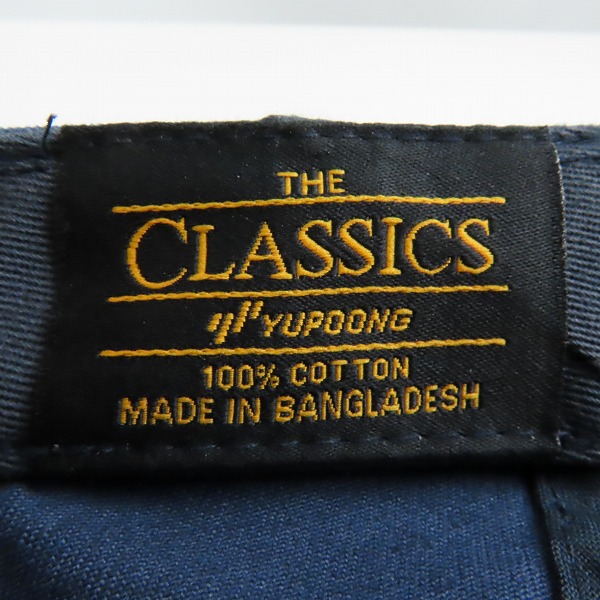 THE
CLASSICS
YUPOONG
100% COTTON
MADE IN BANGLADESH